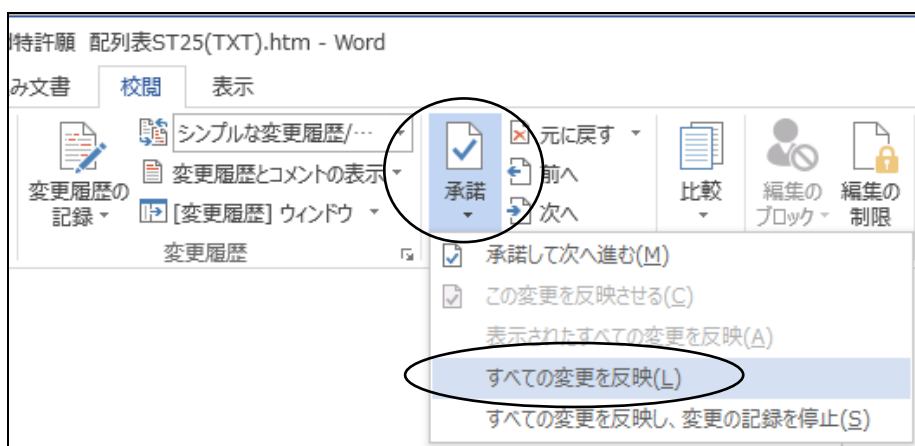 特許願 配列表ST25(TXT).htm - Word
み文書 校閲 表示
シンプルな変更履歴/…
変更履歴とコメントの表示
[変更履歴] ウィンドウ
変更履歴の
記録
変更履歴
承諾
元に戻す
前へ
次へ
比較
編集の
ブロック
編集の
制限
承諾して次へ進む(M)
この変更を反映させる(C)
表示されたすべての変更を反映(A)
すべての変更を反映(L)
すべての変更を反映し、変更の記録を停止(S)